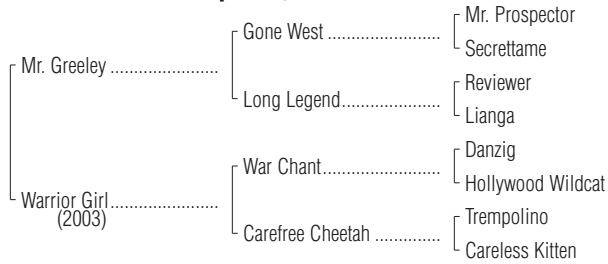 Mr. Prospector
Gone West
Secrettame
Mr. Greeley
Reviewer
Long Legend
Lianga
Danzig
War Chant
Hollywood Wildcat
Warrior Girl
(2003)
Trempolino
Carefree Cheetah
Careless Kitten